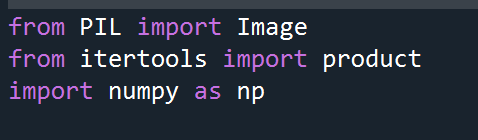 from PIL import Image
from itertools import product
import numpy as np